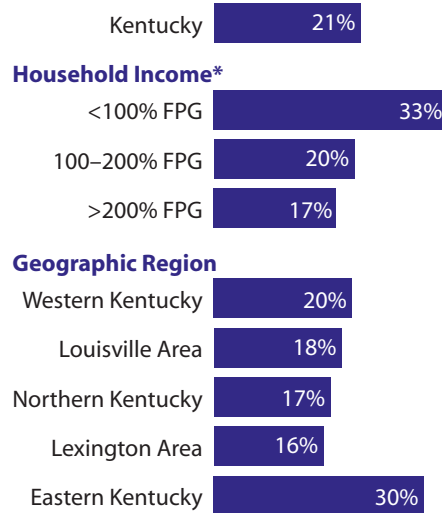 Kentucky 21%
Household Income*
<100% FPG 33%
100–200% FPG 20%
>200% FPG 17%
Geographic Region
Western Kentucky 20%
Louisville Area 18%
Northern Kentucky 17%
Lexington Area 16%
Eastern Kentucky 30%